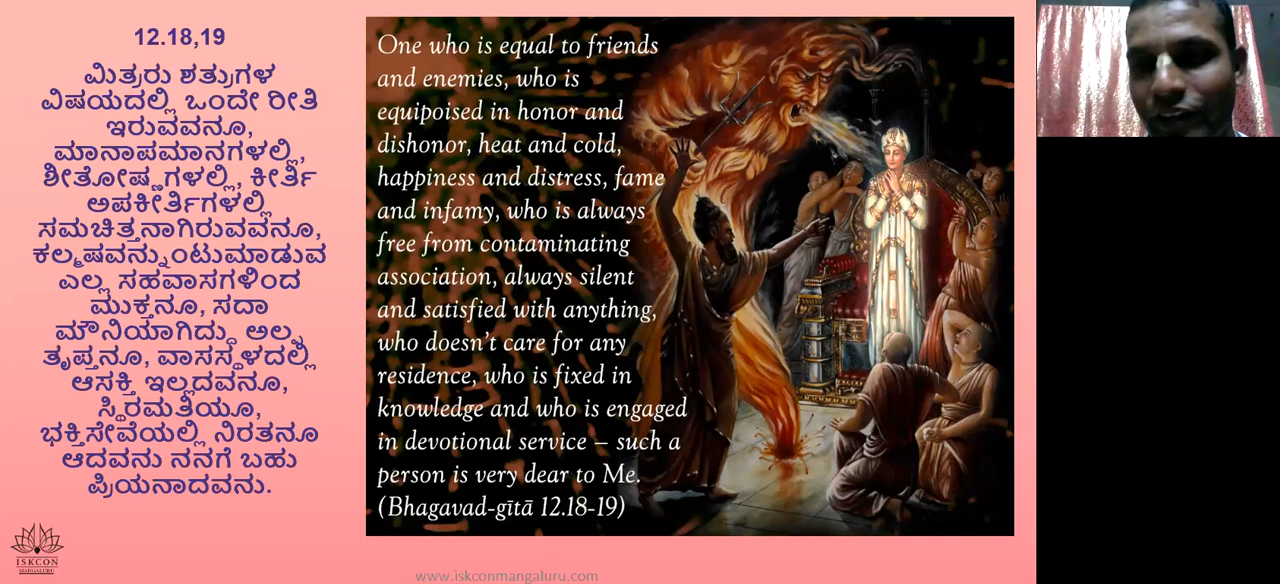 12.18,19
ಮಿತ್ರರು ಶತ್ರುಗಳ
ವಿಷಯದಲ್ಲಿ ಒಂದೇ ರೀತಿ
ಇರುವವನೂ,
ಮಾನಾಪಮಾನಗಳಲ್ಲಿ,
ಶೀತೋಷ್ಣಗಳಲ್ಲಿ, ಕೀರ್ತಿ
ಅಪಕೀರ್ತಿಗಳಲ್ಲಿ
ಸಮಚಿತ್ತನಾಗಿರುವವನೂ,
ಕಲ್ಮಷವನ್ನುಂಟುಮಾಡುವ
ಎಲ್ಲ ಸಹವಾಸಗಳಿಂದ
ಮುಕ್ತನೂ, ಸದಾ
ಮೌನಿಯಾಗಿದ್ದು ಅಲ್ಪ
ತೃಪ್ತನೂ, ವಾಸಸ್ಥಳದಲ್ಲಿ
ಆಸಕ್ತಿ ಇಲ್ಲದವನೂ,
ಸ್ಥಿರಮತಿಯೂ,
ಭಕ್ತಿಸೇವೆಯಲ್ಲಿ ನಿರತನೂ
ಆದವನು ನನಗೆ ಬಹು
ಪ್ರಿಯನಾದವನು.
One who is equal to friends
and enemies, who is
equipoised in honor and
dishonor, heat and cold,
happiness and distress, fame
and infamy, who is always
free from contaminating
association, always silent
and satisfied with anything,
who doesn't care for any
residence, who is fixed in
knowledge and who is engaged
in devotional service – such a
person is very dear to Me.
(Bhagavad-gītā 12.18-19)
ISKCON
MANGALURU
www.iskconmangaluru.com